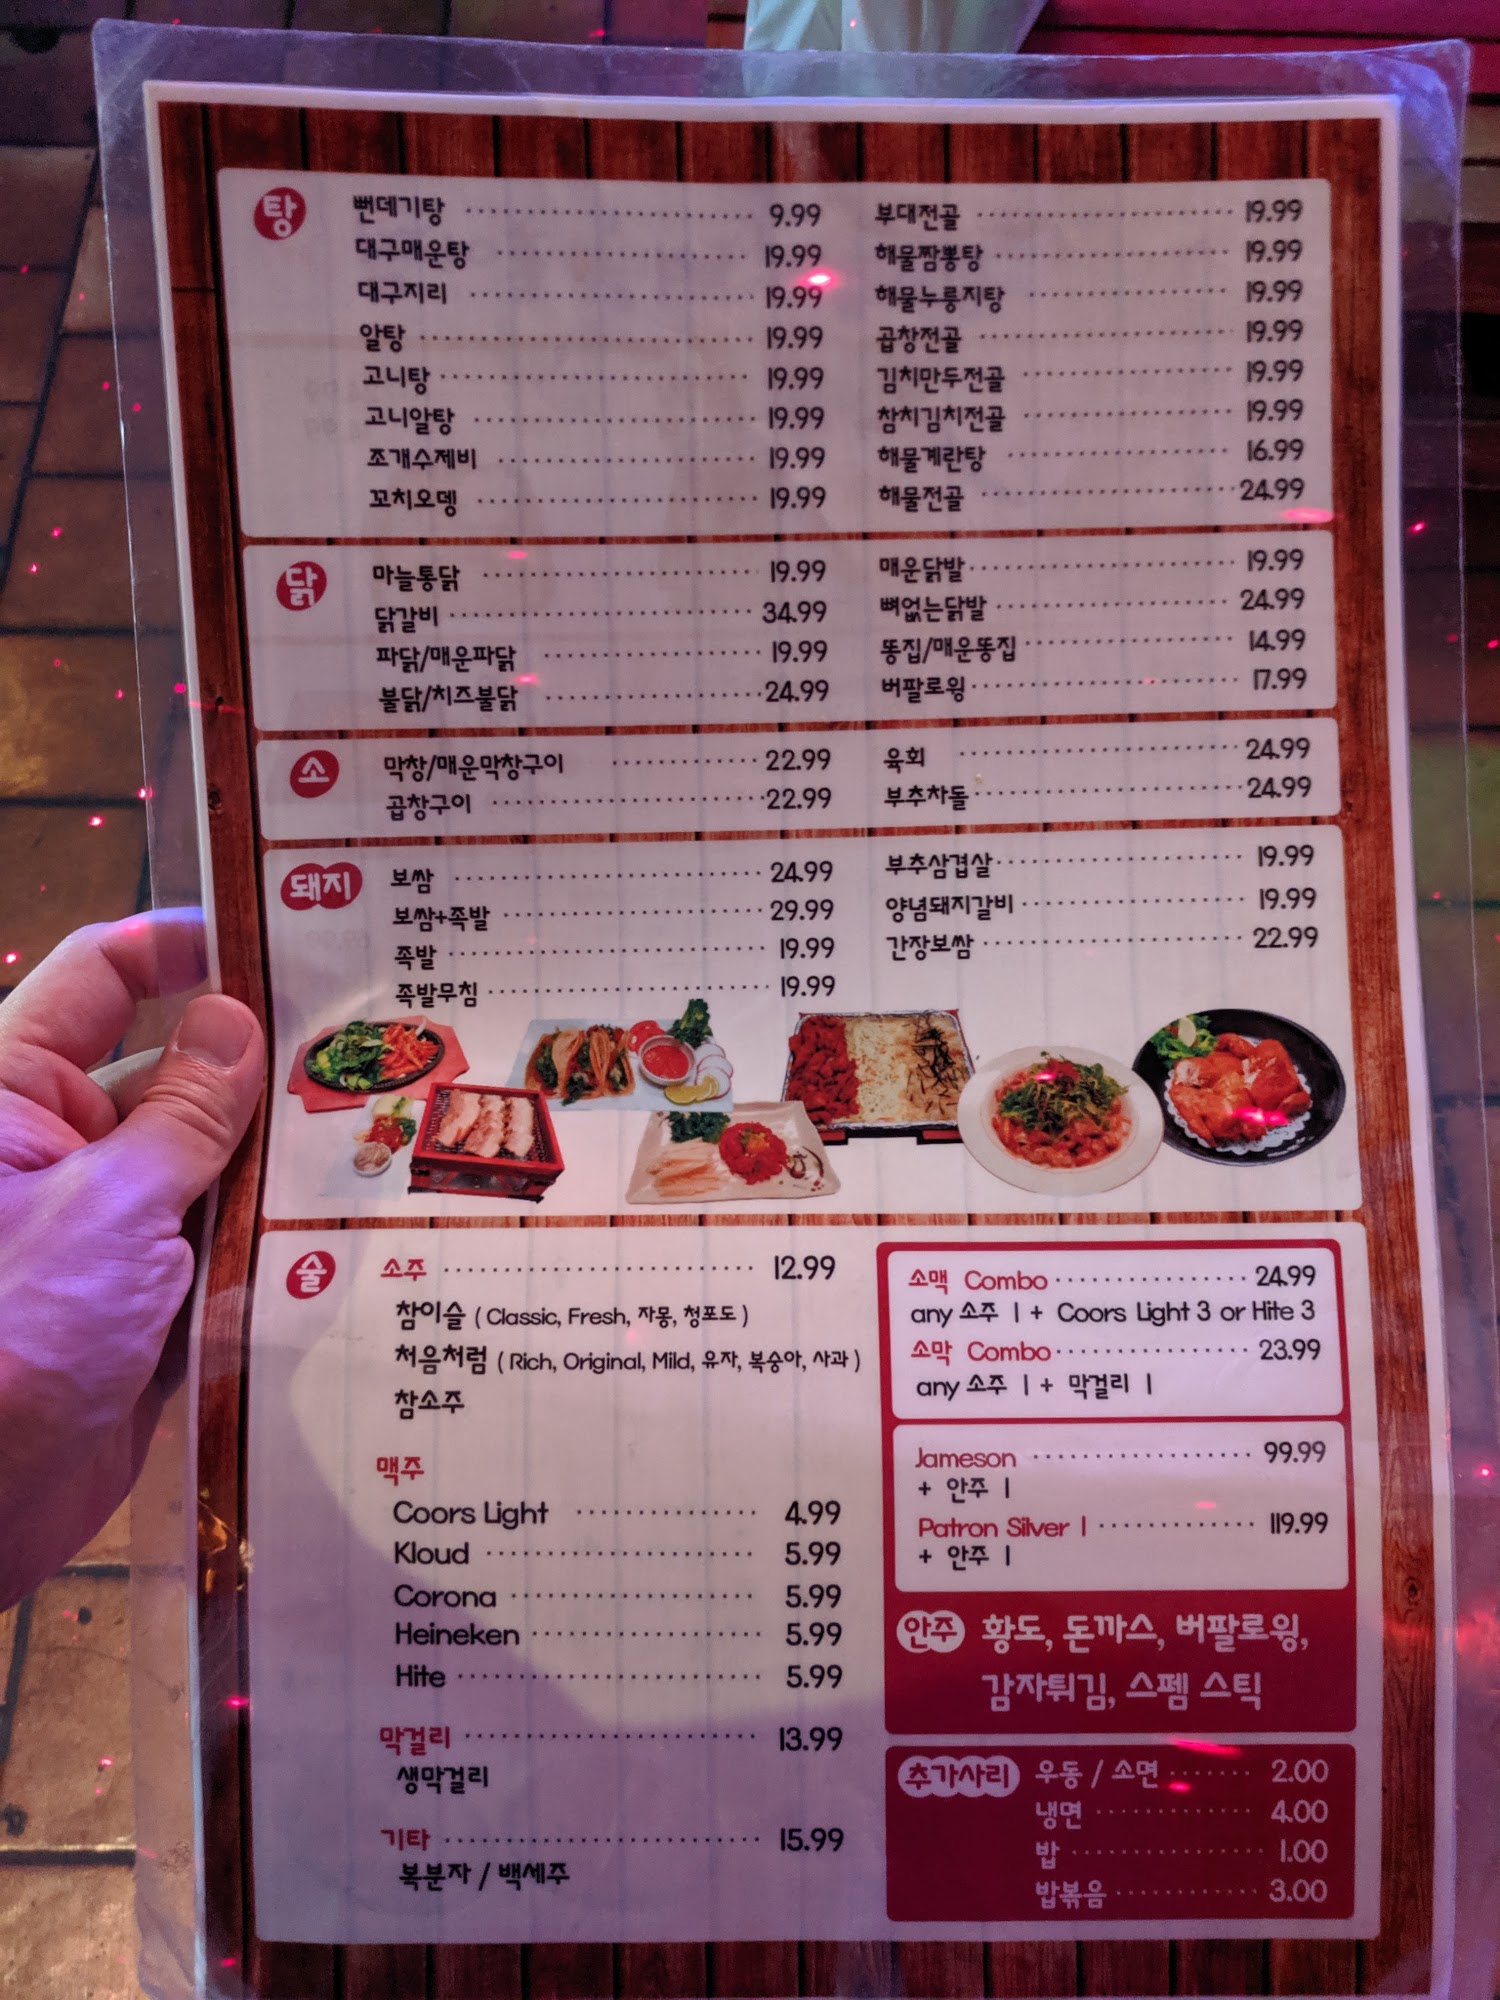 탕
뻔데기탕 9.99
대구매운탕 19.99
대구지리 19.99
알탕 19.99
고니탕 19.99
고니알탕 19.99
조개수제비 19.99
꼬치오뎅 19.99
부대전골 19.99
해물짬뽕탕 19.99
해물누룽지탕 19.99
곱창전골 19.99
김치만두전골 19.99
참치김치전골 19.99
해물계란탕 16.99
해물전골 24.99
닭
마늘통닭 19.99
닭갈비 34.99
파닭/매운파닭 19.99
불닭/치즈불닭 24.99
매운닭발 19.99
뼈없는닭발 24.99
똥집/매운똥집 14.99
버팔로윙 17.99
소
막창/매운막창구이 22.99
곱창구이 22.99
육회 24.99
부추차돌 24.99
돼지
보쌈 24.99
보쌈+족발 29.99
족발 19.99
족발무침 19.99
부추삼겹살 19.99
양념돼지갈비 19.99
간장보쌈 22.99
술
소주 12.99
참이슬 ( Classic, Fresh, 자몽, 청포도 )
처음처럼 ( Rich, Original, Mild, 유자, 복숭아, 사과 )
참소주
맥주
Coors Light 4.99
Kloud 5.99
Corona 5.99
Heineken 5.99
Hite 5.99
막걸리 13.99
생막걸리
기타 15.99
복분자 / 백세주
소맥 Combo 24.99
any 소주 1 + Coors Light 3 or Hite 3
소막 Combo 23.99
any 소주 1 + 막걸리 1
Jameson 99.99
+ 안주 1
Patron Silver 1 119.99
+ 안주 1
안주 황도, 돈까스, 버팔로윙,
감자튀김, 스펨 스틱
추가사리 우동 / 소면 2.00
냉면 4.00
밥 1.00
밥볶음 3.00